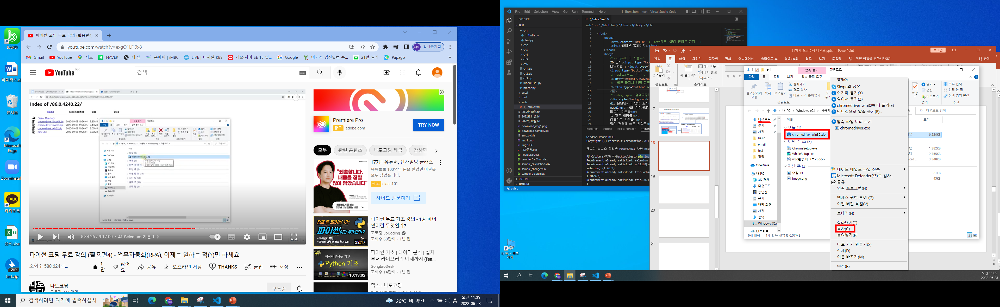 BAND
휴지통
Microsoft
Edge
카카오톡
음식.xlsx
test.zip
파이썬 코딩 무료 강의 (활용편4
youtube.com/watch?v=exgO1LFl9x8
일시중지됨
Gmail
YouTube
지도
NAVER
새 탭
온에어 | iMBC
LIVE | 디지털 KBS
개요(자바 SE 15 및...
Google
이기적 영진닷컴 수...
21년 필기
Papago
YouTube KR
검색
chromedriver.storage.googleapis.com/index.html?path=86.0.4240.22/
Index of /86.0.4240.22/
Name Last modified Size ETag
Parent Directory
chromedriver_linux64.zip 2020-09-03 19:26:44 5.20MB
chromedriver_mac64.zip 2020-09-03 19:26:45 7.44MB
chromedriver_win32.zip 2020-09-03 19:26:47 5.00MB
notes.txt 2020-09-03 19:26:51 0.00MB
5:34:26 / 9:17:00 • 41.Selenium 기본 1
파이썬 코딩 무료 강의 (활용편4) - 업무자동화(RPA), 이제는 일하는 척(?)만 하세요
조회수 588,624회...
1만
싫어요
공유
오프라인 저장
THANKS
클립
저장
나도코딩
구독중
Premiere Pro
광고 adobe.com
TRY NOW
모두
관련 콘텐츠
나도코딩 제공
177만 유튜버, 신사임당 클래스
유튜브로 100억의 돈을 벌었던 비밀을
모두 담았습니다.
광고 class101
사이트 방문하기
“죄송합니다.
내용을 정말
많이 담았습니다”
파이썬 무료 기초 강의 - 1강 파이
썬이란 무엇인가?
조코딩 JoCoding
조회수 60만회 • 1년 전
점프 투 파이썬 1강
파이썬이란 무엇인가?
22:17
파이썬 기초 | 데이터 분석 | 설치
부터 라이브러리 예제까지 (fea...
GongbroDesk
조회수 14만회 • 1년 전
데이터 분석을 위한
Python 기초
10:19:02
믹스 - 나도코딩
검색하려면 여기에 입력하십시
26°C 비 약간
A
오전 11:05
2022-06-23
File Edit Selection View Go Run Terminal Help
1_1html.html - test - Visual Studio Code
EXPLORER
TEST
ch1
1_1tutle.py
test.py
ch2
ch3
ch4
ch5
ch6
ch1.zip
ch2.zip
ch3.zip
modulUse1.py
practic.py
excel
mail
web
1_1html.html
2022년10월.txt
2022년11월.txt
2022년12월.txt
download_img1.png
download_sample.xlsx
emp.pickle
img1.png
img2.JPG
PDF문서.pdf
PeopleList.xlsx
sample_BarChart.xlsx
sample_calculation.xlsx
sample_change.xlsx
sample_delete.xlsx
OUTLINE
TIMELINE
1_1html.html
web > 1_1html.html > html > body > br
<html>
<head>
<meta charset="utf-8"><!--meta테크 /없이 닫아도 된다.-->
<title>파이썬 홈페이지</title>
</head>
<body>
<!--input테그 사용-->
ID 입력:<input type="tex
비밀번호 : <input type="
<input type="button" val
<!--a테그:링크 걸기-->
<a href="https://www.nav
<!--버튼 클릭시 해당 링크
<button type="button" on
<br>
<!--div, span :영역지정태
<div style="background-c
div:문단단위의 영역 표시<
padding:글자와 영열사이의
따뜻한 마음을<br>
속 깊은 배려를<br>
아름다운 사랑을 <br>
PROBLEMS OUTPUT DEBUG CONSOLE TERMIN
Windows PowerShell
Copyright (C) Microsoft Corporation. All
새로운 크로스 플랫폼 PowerShell 사용 http
PS C:\Users\박해옥\Desktop\test> pip inst
Requirement already satisfied: selenium
Requirement already satisfied: urllib3[so
selenium) (1.26.9)
Requirement already satisfied: trio-webso
) (0.9.2)
Requirement already satisfied: trio~=0.17
)
내 PC - 바로
가기
11차시_오류수정 미완료.pptx - PowerPoint
로그인
파일 홈 삽입 그리기 디자인 전환 애니메이션 슬라이드 쇼 녹음/녹화 검토 보기 도움말 어떤 작업을 원하시나요?
공유
붙여넣기
클립보드
새 슬라이드
레이아웃
다시 설정
구역
슬라이드
17
18
19
20
21
압축 풀기
다운로드
파일 홈 공유 보기 압축 폴더 도구
즐겨찾기에
고정
복사
붙여넣기
잘라내기
경로 복사
바로 가기 붙여넣기
클립보드
속성
열기
편집
히스토리
열기
모두 선택
선택 안 함
선택 영역 반전
선택
내 PC > Windows (C:) > 사용자
다운로드 검색
이름
크기
다운로드
문서
사진
basic
email
test
정답
OneDrive
내 PC
3D 개체
다운로드
동영상
문서
바탕 화면
사진
음악
Windows (C:)
네트워크
오늘 (1)
chromedriver_win32.zip
6,220KB
이번 주 초 (3)
ChromeSetup.exe
1,382KB
WhaleSetup.exe
2,755KB
w3c활용 테크보기.docx
3,348KB
지난 주 (2)
수정.JPG
21KB
image.png
45KB
6개 항목 1개 항목 선택함 6.07MB
열기(O)
Skype와 공유
여기에 풀기(X)
알아서 풀기(Z)
chromedriver_win32₩ 에 풀기(E)
반디집으로 압축 풀기(B)...
압축 파일 미리 보기
chromedriver.exe
네이트 메일로 파일 전송
Microsoft Defender(으)로 검사...
공유
연결 프로그램(H)
액세스 권한 부여 (G)
이전 버전 복원(V)
보내기(N)
잘라내기(T)
복사(C)
붙여넣기(P)
바로 가기 만들기(S)
삭제(D)
이름 바꾸기(M)
속성(R)
오전 11:05
2022-06-23